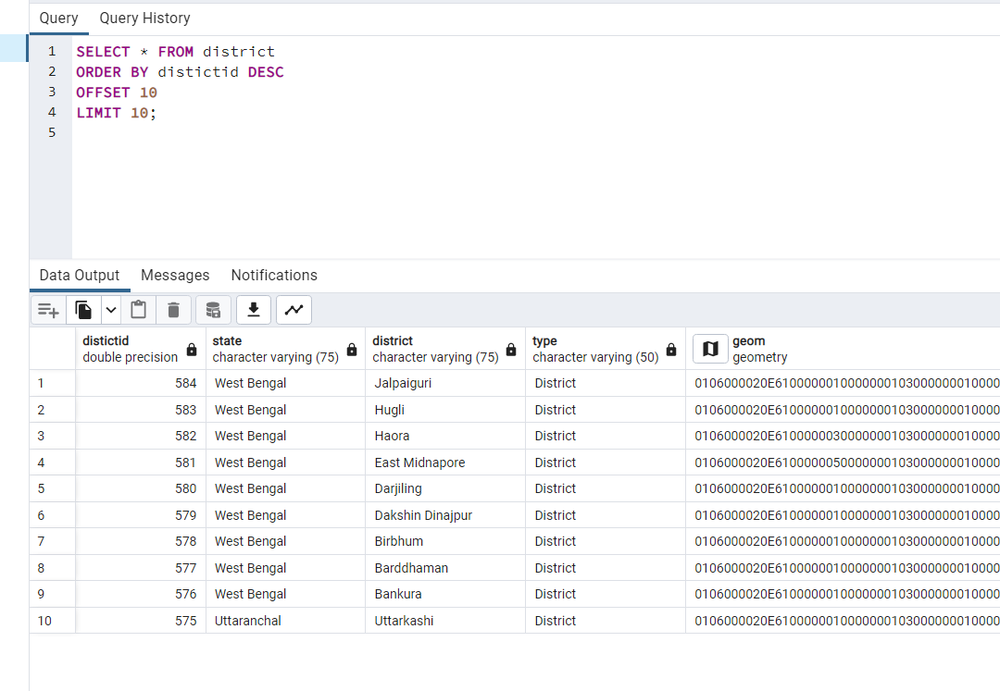 Query Query History
1 SELECT * FROM district
2 ORDER BY distictid DESC
3 OFFSET 10
4 LIMIT 10;
5
Data Output Messages Notifications
distictid state district type geom
double precision character varying (75) character varying (75) character varying (50) geometry
1 584 West Bengal Jalpaiguri District 0106000020E6100000010000000103000000010000
2 583 West Bengal Hugli District 0106000020E6100000010000000103000000010000
3 582 West Bengal Haora District 0106000020E6100000030000000103000000010000
4 581 West Bengal East Midnapore District 0106000020E6100000050000000103000000010000
5 580 West Bengal Darjiling District 0106000020E6100000010000000103000000010000
6 579 West Bengal Dakshin Dinajpur District 0106000020E6100000010000000103000000010000
7 578 West Bengal Birbhum District 0106000020E6100000010000000103000000010000
8 577 West Bengal Barddhaman District 0106000020E6100000010000000103000000010000
9 576 West Bengal Bankura District 0106000020E6100000010000000103000000010000
10 575 Uttaranchal Uttarkashi District 0106000020E6100000010000000103000000010000